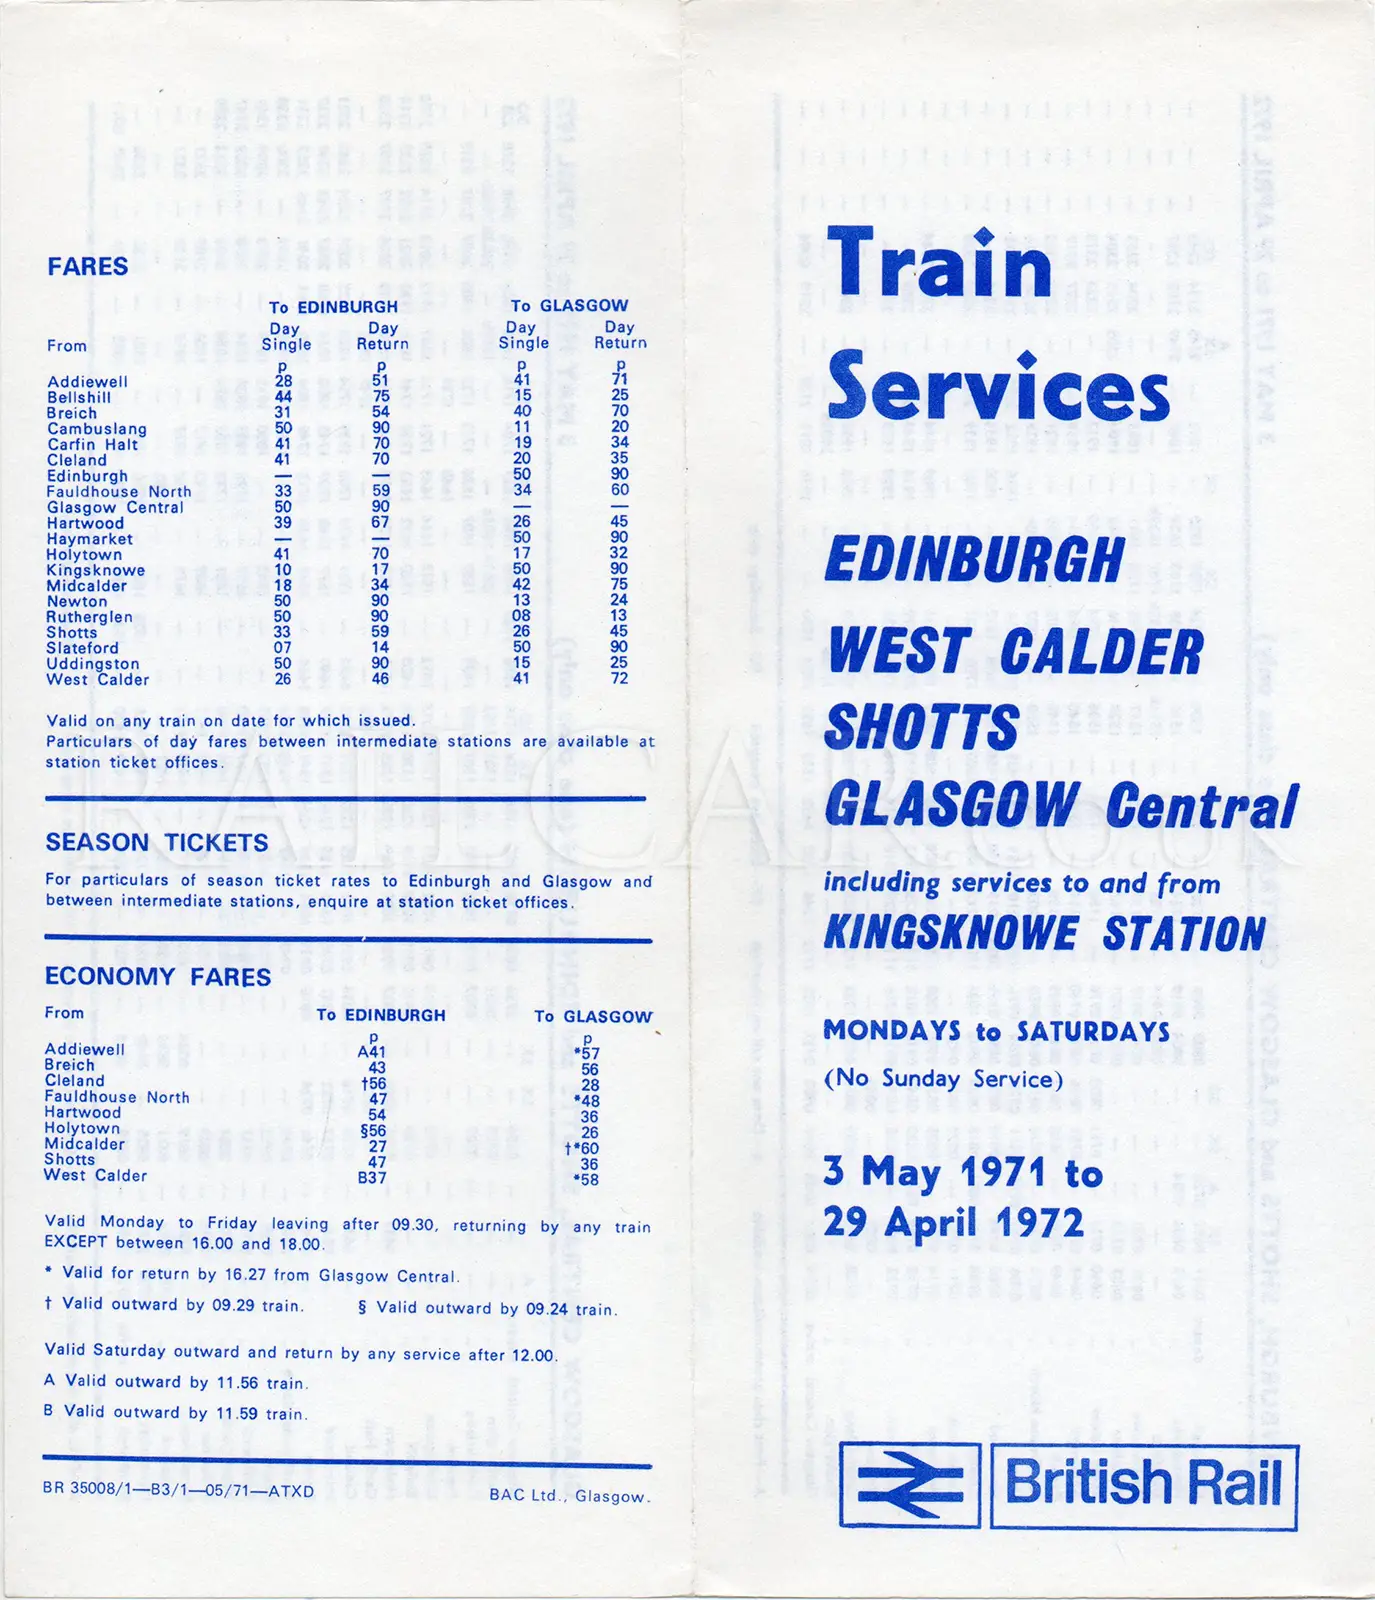 FARES
To EDINBURGH To GLASGOW
Day Day Day Day
From Single Return Single Return
p p p p
Addiewell 28 51 41 71
Bellshill 44 75 15 25
Breich 31 54 40 70
Cambuslang 50 90 11 20
Carfin Halt 41 70 19 34
Cleland 41 70 20 35
Edinburgh — — 50 90
Fauldhouse North 33 59 34 60
Glasgow Central 50 90 — —
Hartwood 39 67 26 45
Haymarket — — 50 90
Holytown 41 70 17 32
Kingsknowe 10 17 50 90
Midcalder 18 34 42 75
Newton 50 90 13 24
Rutherglen 50 90 08 13
Shotts 33 59 26 45
Slateford 07 14 50 90
Uddingston 50 90 15 25
West Calder 26 46 41 72
Valid on any train on date for which issued.
Particulars of day fares between intermediate stations are available at
station ticket offices.
SEASON TICKETS
For particulars of season ticket rates to Edinburgh and Glasgow and
between intermediate stations, enquire at station ticket offices.
ECONOMY FARES
From To EDINBURGH To GLASGOW
p p
Addiewell A41 *57
Breich 43 56
Cleland †56 28
Fauldhouse North 47 *48
Hartwood 54 36
Holytown §56 26
Midcalder 27 †*60
Shotts 47 36
West Calder B37 *58
Valid Monday to Friday leaving after 09.30, returning by any train
EXCEPT between 16.00 and 18.00.
* Valid for return by 16.27 from Glasgow Central.
† Valid outward by 09.29 train. § Valid outward by 09.24 train.
Valid Saturday outward and return by any service after 12.00.
A Valid outward by 11.56 train.
B Valid outward by 11.59 train.
BR 35008/1—B3/1—05/71—ATXD BAC Ltd., Glasgow.
Train
Services
EDINBURGH
WEST CALDER
SHOTTS
GLASGOW Central
including services to and from
KINGSKNOWE STATION
MONDAYS to SATURDAYS
(No Sunday Service)
3 May 1971 to
29 April 1972
British Rail
RAILCAR.co.uk